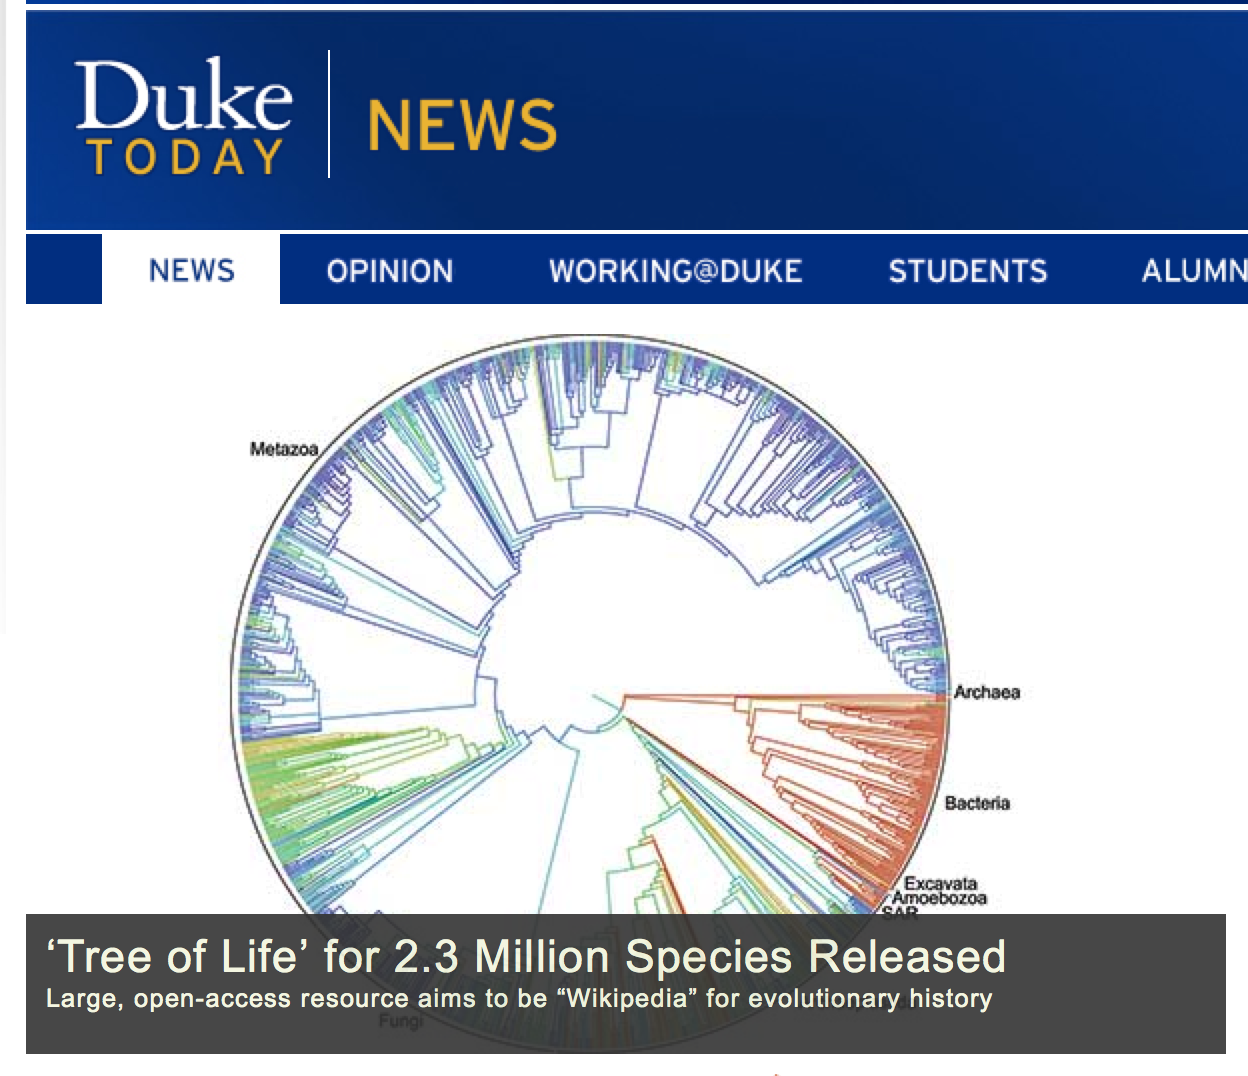 Duke
TODAY
NEWS
NEWS
OPINION
WORKING@DUKE
STUDENTS
ALUMN
Metazoa
Archaea
Bacteria
Excavata
Amoebozoa
SAR
‘Tree of Life’ for 2.3 Million Species Released
Large, open-access resource aims to be “Wikipedia” for evolutionary history
Fungi